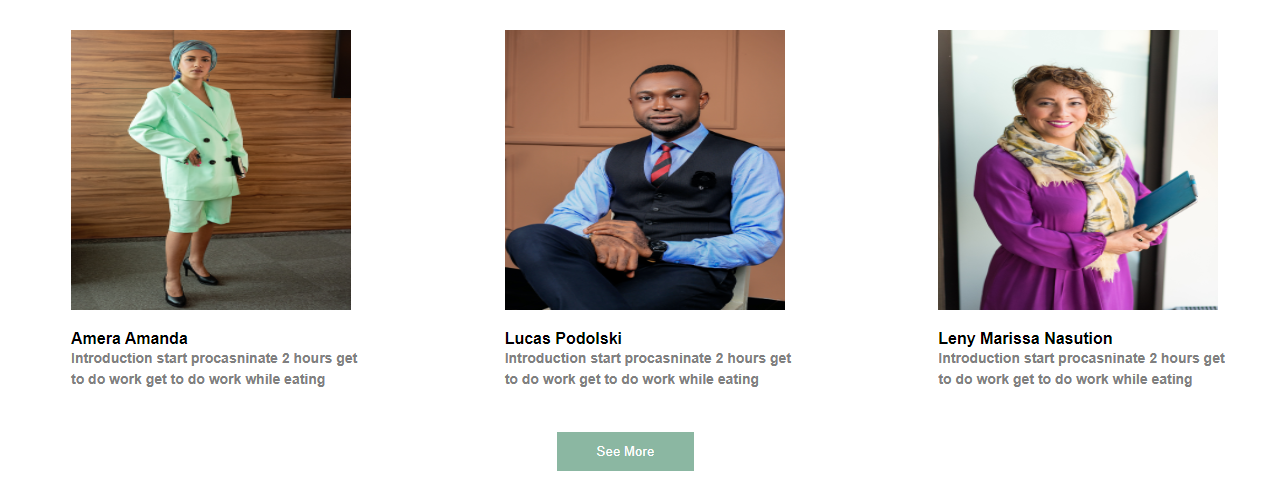 Amera Amanda
Introduction start procasninate 2 hours get
to do work get to do work while eating
Lucas Podolski
Introduction start procasninate 2 hours get
to do work get to do work while eating
Leny Marissa Nasution
Introduction start procasninate 2 hours get
to do work get to do work while eating
See More